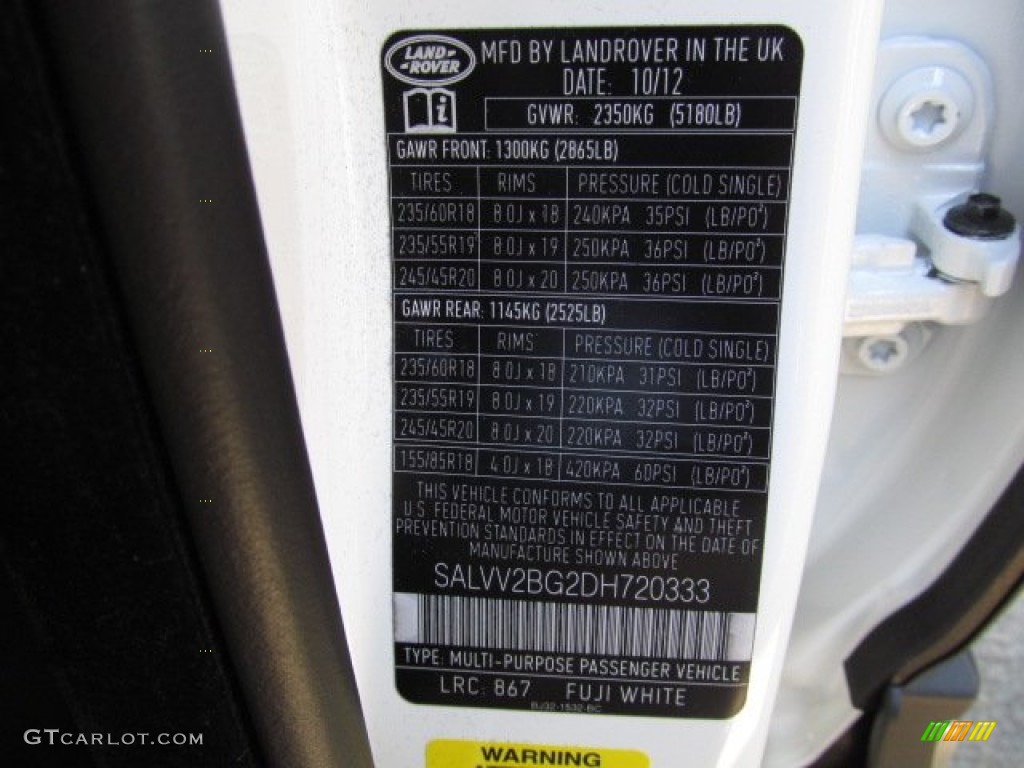 LAND-
-ROVER
MFD BY LANDROVER IN THE UK
DATE: 10/12
GVWR: 2350KG (5180LB)
GAWR FRONT: 1300KG (2865LB)
TIRES RIMS PRESSURE (COLD SINGLE)
235/60R18 8.0J x 18 240KPA 35PSI (LB/PO²)
235/55R19 8.0J x 19 250KPA 36PSI (LB/PO²)
245/45R20 8.0J x 20 250KPA 36PSI (LB/PO²)
GAWR REAR: 1145KG (2525LB)
TIRES RIMS PRESSURE (COLD SINGLE)
235/60R18 8.0J x 18 210KPA 31PSI (LB/PO²)
235/55R19 8.0J x 19 220KPA 32PSI (LB/PO²)
245/45R20 8.0J x 20 220KPA 32PSI (LB/PO²)
155/85R18 4.0J x 18 420KPA 60PSI (LB/PO²)
THIS VEHICLE CONFORMS TO ALL APPLICABLE
U.S. FEDERAL MOTOR VEHICLE SAFETY AND THEFT
PREVENTION STANDARDS IN EFFECT ON THE DATE OF
MANUFACTURE SHOWN ABOVE
SALVV2BG2DH720333
TYPE: MULTI-PURPOSE PASSENGER VEHICLE
LRC: 867 FUJI WHITE
BJ32-1532-BC
WARNING
GTCARLOT.COM